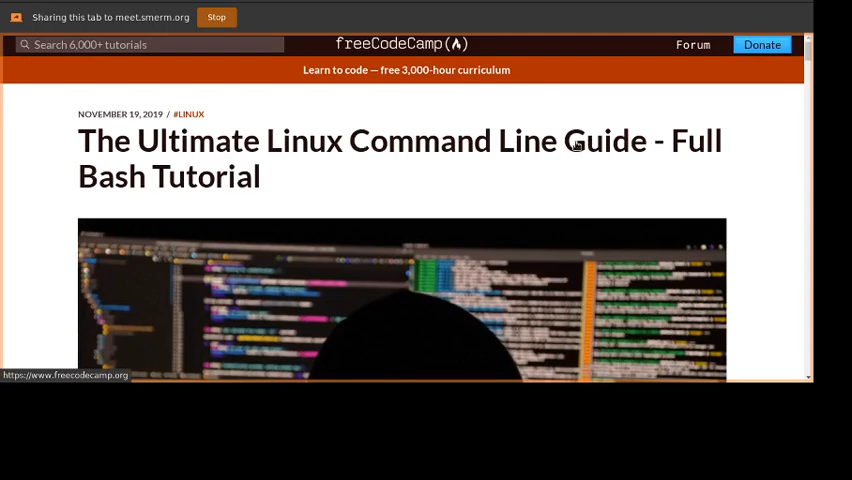 Sharing this tab to meet.smerm.org Stop
Search 6,000+ tutorials freeCodeCamp Forum Donate
Learn to code — free 3,000-hour curriculum
NOVEMBER 19, 2019 / #LINUX
The Ultimate Linux Command Line Guide - Full
Bash Tutorial
https://www.freecodecamp.org